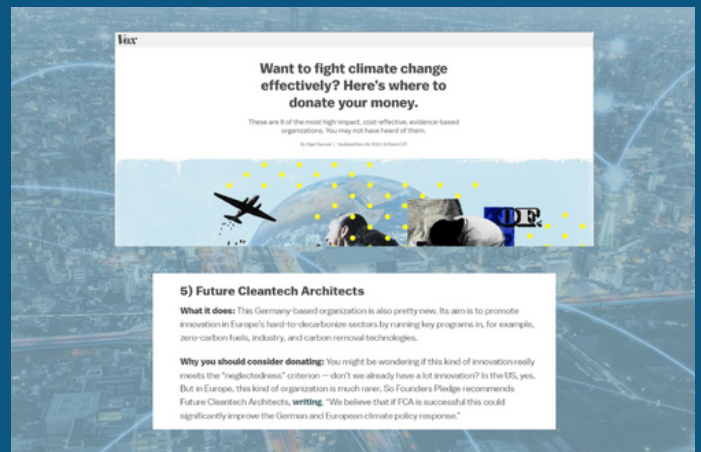 Vox
Want to fight climate change
effectively? Here's where to
donate your money.
These are 8 of the most high-impact, cost-effective, evidence-based
organizations. You may not have heard of them.
By Sigal Samuel | Updated Nov
DE.
5) Future Cleantech Architects
What it does: This Germany-based organization is also pretty new. Its aim is to promote
innovation in Europe's hard-to-decarbonize sectors by running key programs in, for example,
zero-carbon fuels, industry, and carbon removal technologies.
Why you should consider donating: You might be wondering if this kind of innovation really
meets the "neglectedness" criterion — don't we already have a lot innovation? In the US, yes.
But in Europe, this kind of organization is much rarer. So Founders Pledge recommends
Future Cleantech Architects, writing, "We believe that if FCA is successful this could
significantly improve the German and European climate policy response."